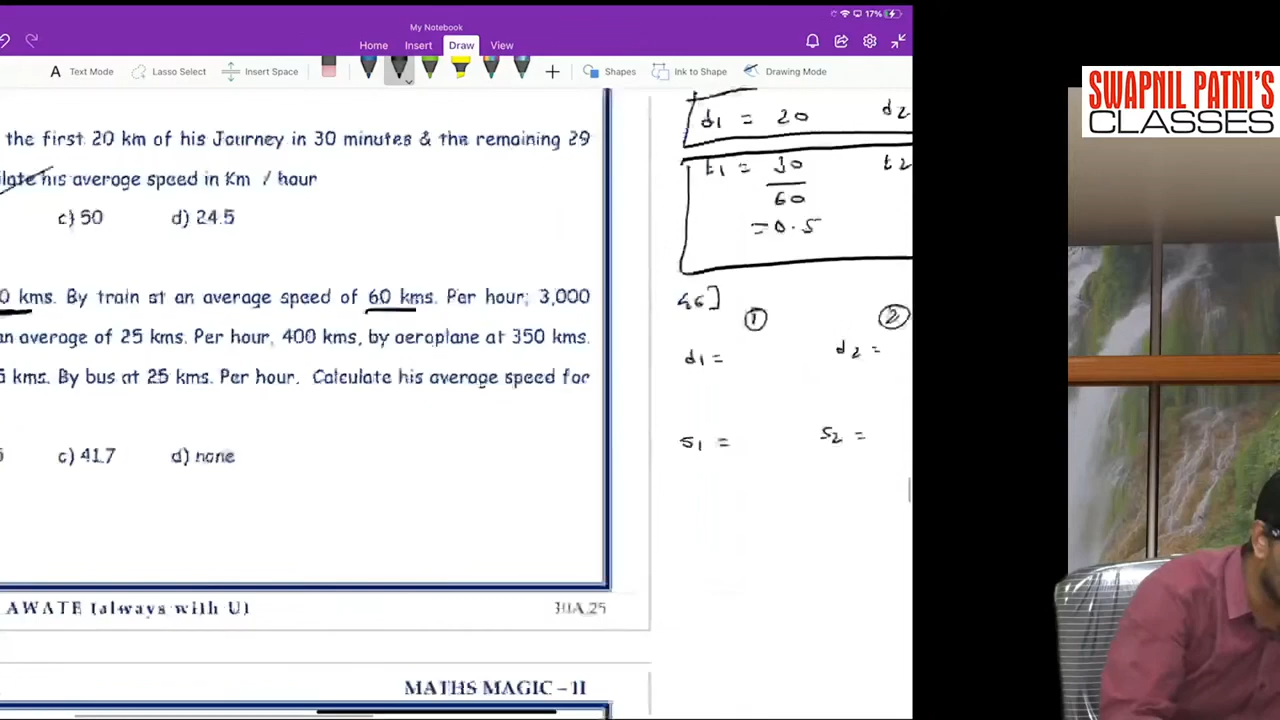 My Notebook
17%
Home Insert Draw View
A Text Mode Lasso Select Insert Space Shapes Ink to Shape Drawing Mode
the first 20 km of his Journey in 30 minutes & the remaining 29
his average speed in Km / hour
c) 50 d) 24.5
0 kms. By train at an average speed of 60 kms. Per hour; 3,000
an average of 25 kms. Per hour, 400 kms, by aeroplane at 350 kms.
kms. By bus at 25 kms. Per hour. Calculate his average speed for
c) 41.7 d) none
AWATE (always with U)
MATHS MAGIC – II
d1 = 20 d2
t1 = 30 t2
60
= 0.5
46]
① ②
d1 = d2 =
s1 = s2 =
SWAPNIL PATNI'S
CLASSES